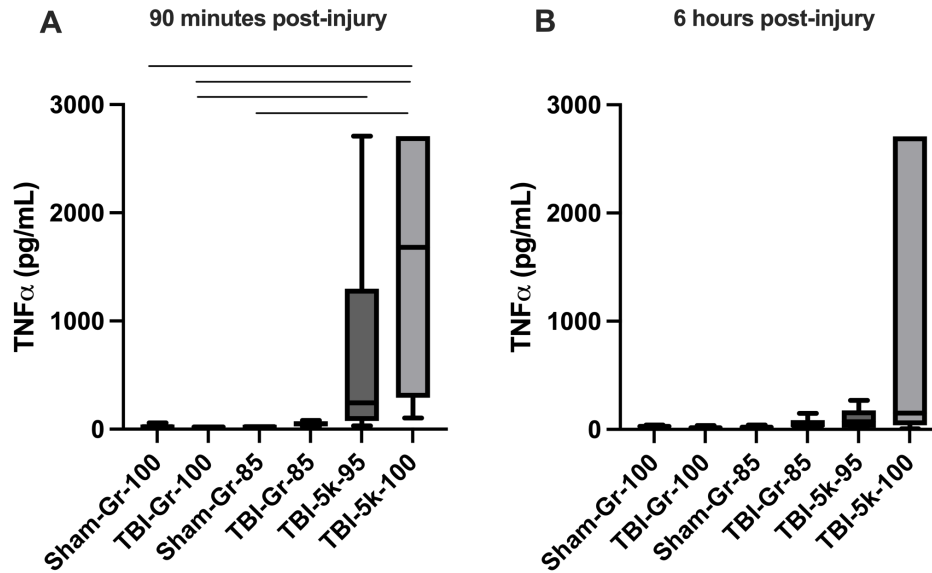 A
90 minutes post-injury
TNFα (pg/mL)
3000
2000
1000
0
Sham-Gr-100
TBI-Gr-100
Sham-Gr-85
TBI-Gr-85
TBI-5k-95
TBI-5k-100
B
6 hours post-injury
TNFα (pg/mL)
3000
2000
1000
0
Sham-Gr-100
TBI-Gr-100
Sham-Gr-85
TBI-Gr-85
TBI-5k-95
TBI-5k-100